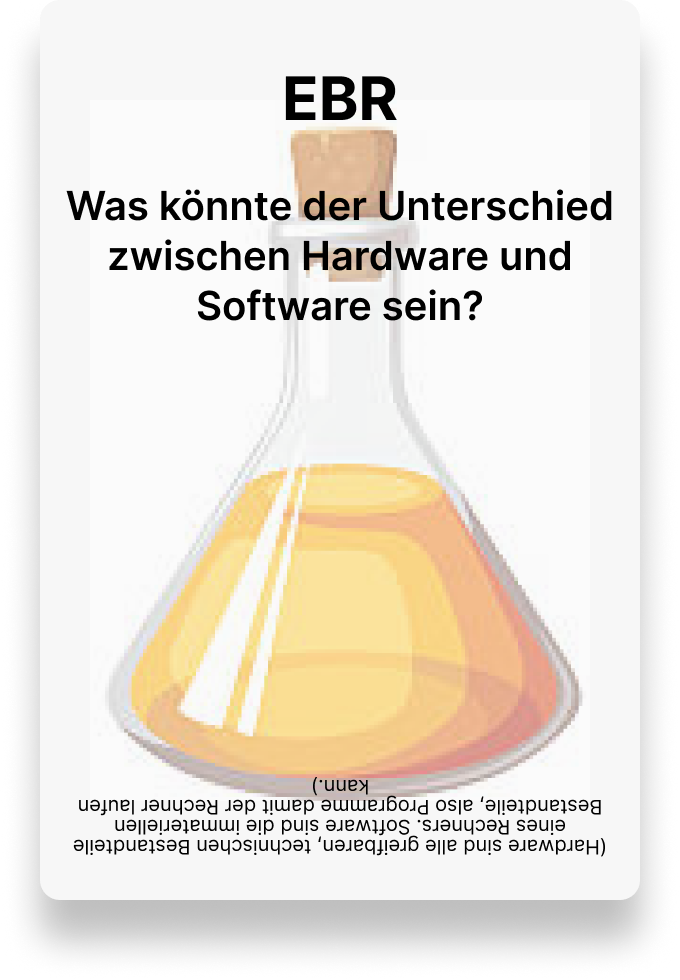 EBR
Was könnte der Unterschied
zwischen Hardware und
Software sein?
(Hardware sind alle greifbaren, technischen Bestandteile
eines Rechners. Software sind die immateriellen
Bestandteile, also Programme damit der Rechner laufen
kann.)